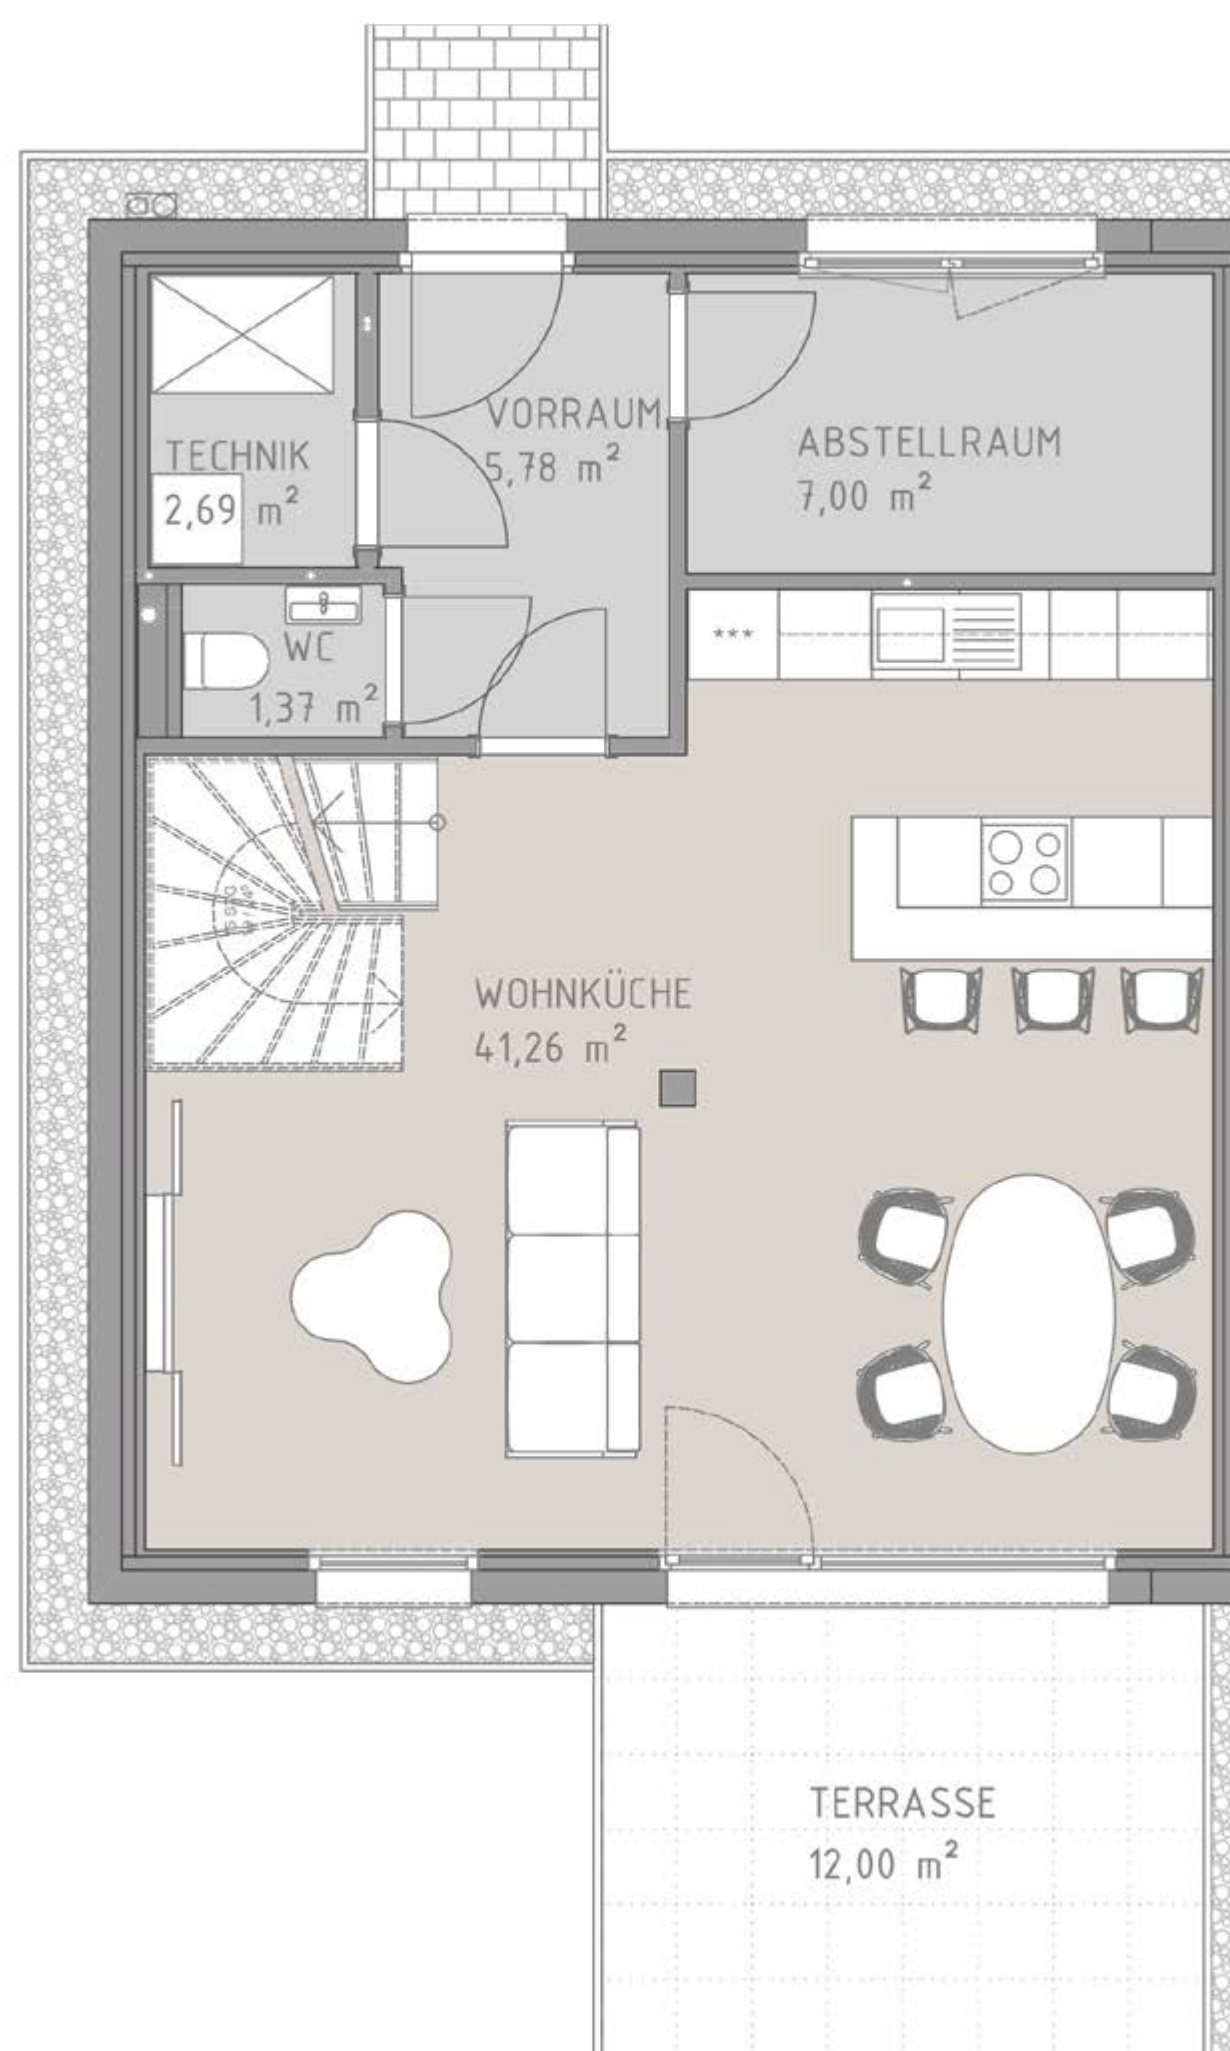 VORRAUM
5,78 m²
TECHNIK
2,69 m²
ABSTELLRAUM
7,00 m²
***
WC
1,37 m²
WOHNKÜCHE
41,26 m²
TERRASSE
12,00 m²